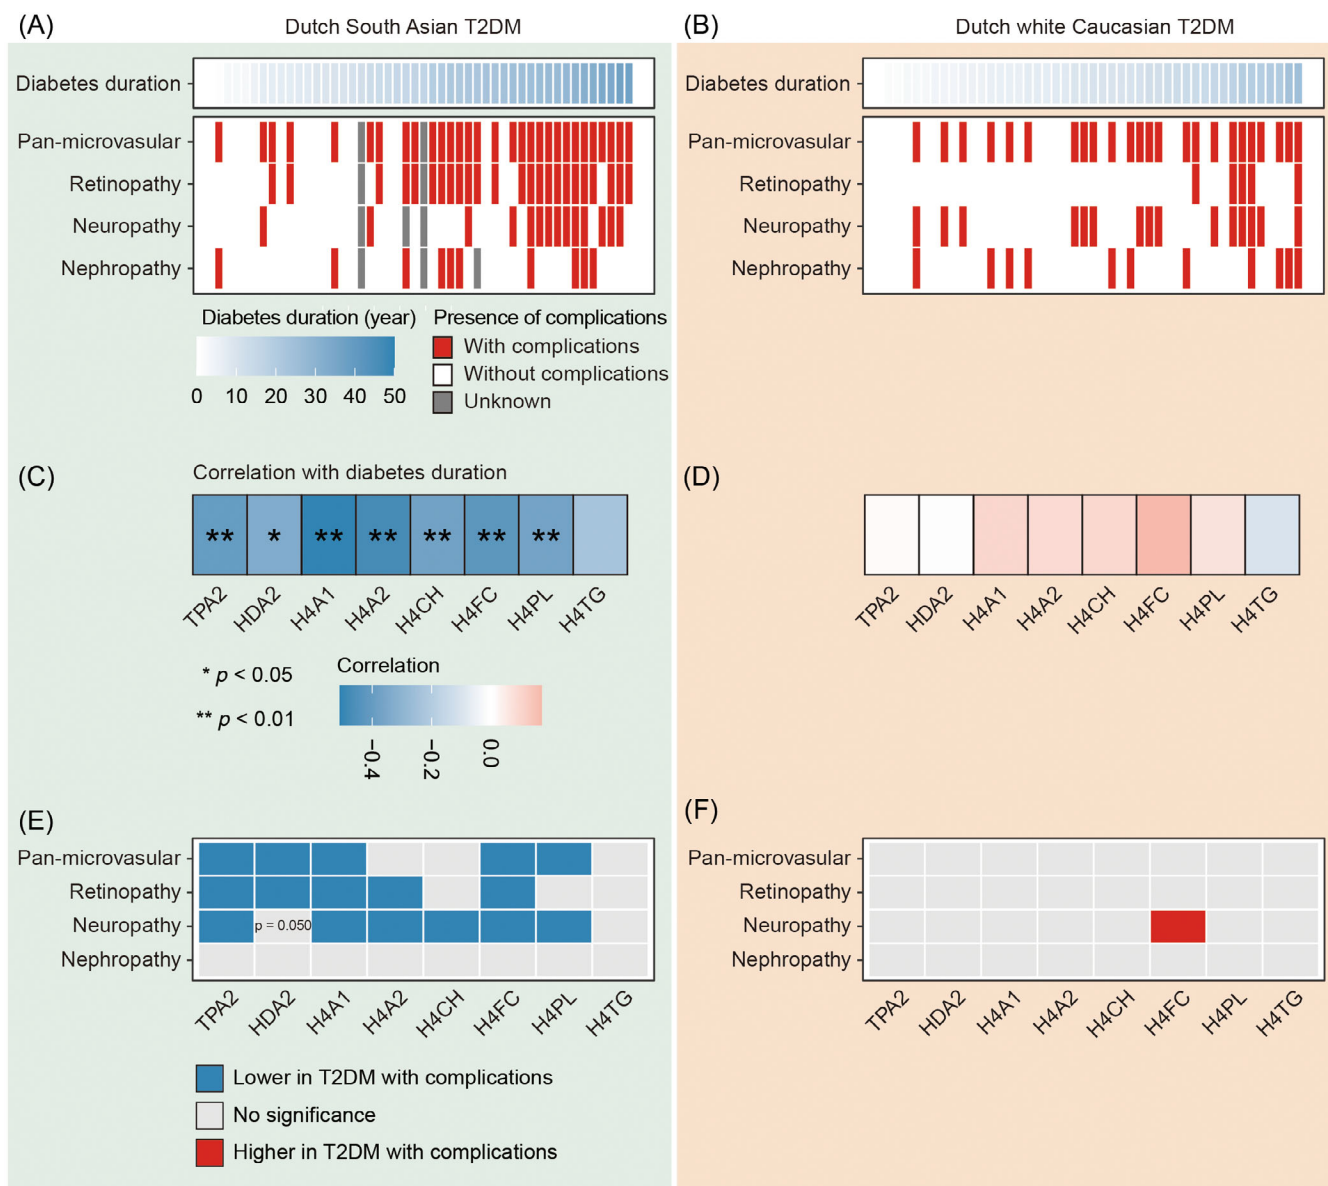 (A) Dutch South Asian T2DM
(B) Dutch white Caucasian T2DM
Diabetes duration
Pan-microvasular
Retinopathy
Neuropathy
Nephropathy
Diabetes duration
Pan-microvasular
Retinopathy
Neuropathy
Nephropathy
Diabetes duration (year)
0 10 20 30 40 50
Presence of complications
With complications
Without complications
Unknown
(C) Correlation with diabetes duration
** * ** ** ** ** **
TPA2 HDA2 H4A1 H4A2 H4CH H4FC H4PL H4TG
* p < 0.05
** p < 0.01
Correlation
−0.4 −0.2 0.0
(D)
TPA2 HDA2 H4A1 H4A2 H4CH H4FC H4PL H4TG
(E)
Pan-microvasular
Retinopathy
Neuropathy p = 0.050
Nephropathy
TPA2 HDA2 H4A1 H4A2 H4CH H4FC H4PL H4TG
Lower in T2DM with complications
No significance
Higher in T2DM with complications
(F)
Pan-microvasular
Retinopathy
Neuropathy
Nephropathy
TPA2 HDA2 H4A1 H4A2 H4CH H4FC H4PL H4TG